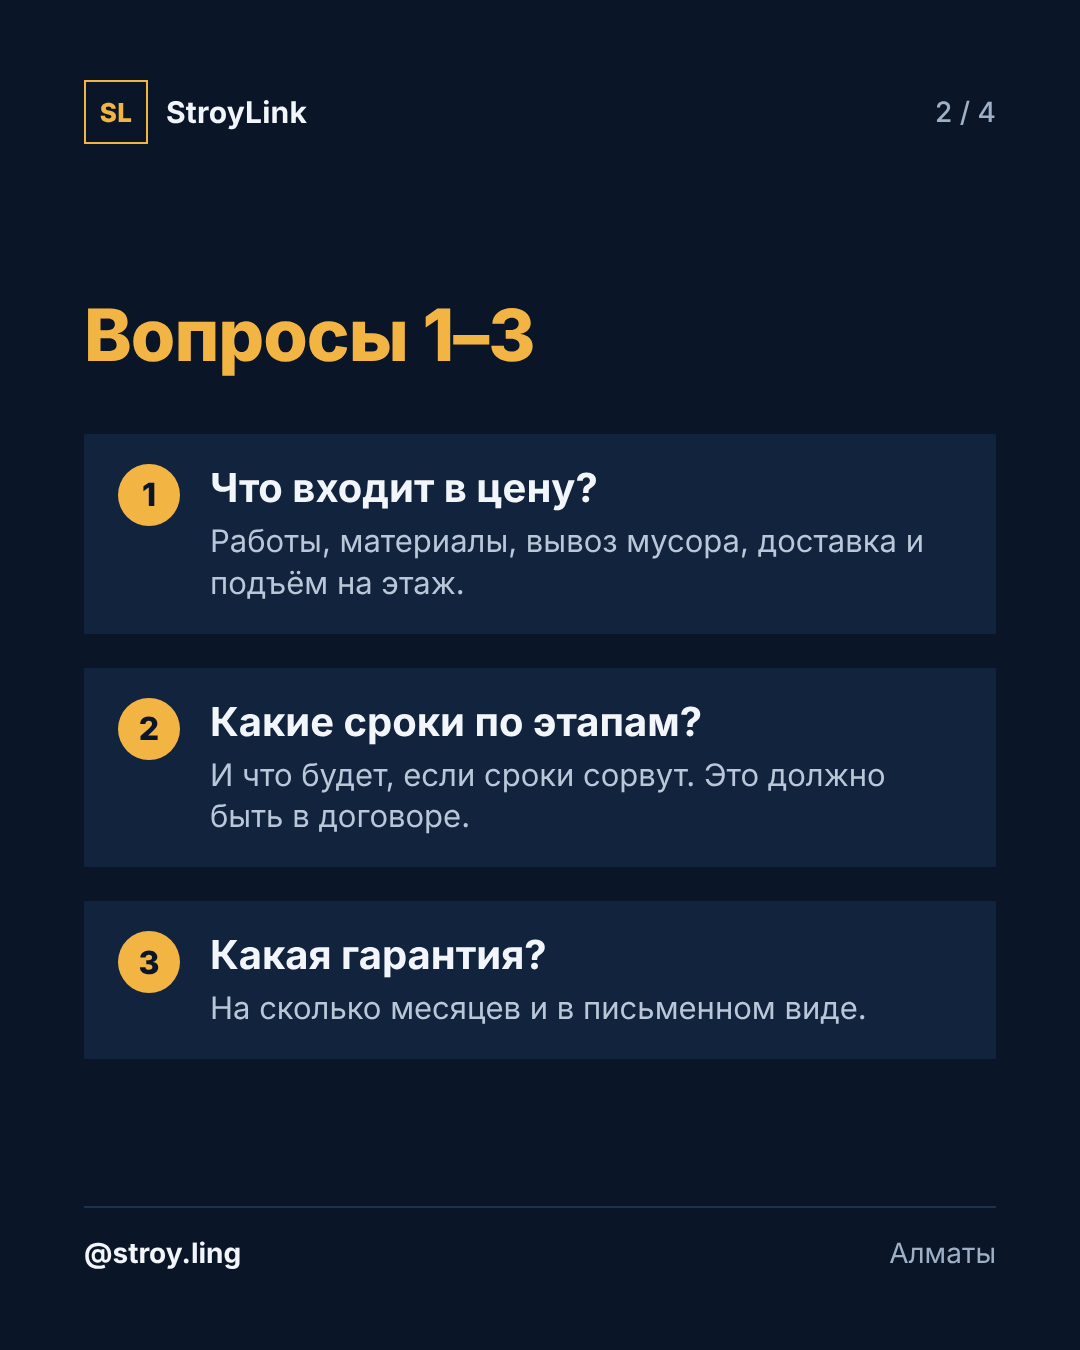 SL StroyLink 2 / 4
Вопросы 1–3
1 Что входит в цену?
Работы, материалы, вывоз мусора, доставка и
подъём на этаж.
2 Какие сроки по этапам?
И что будет, если сроки сорвут. Это должно
быть в договоре.
3 Какая гарантия?
На сколько месяцев и в письменном виде.
@stroy.ling Алматы